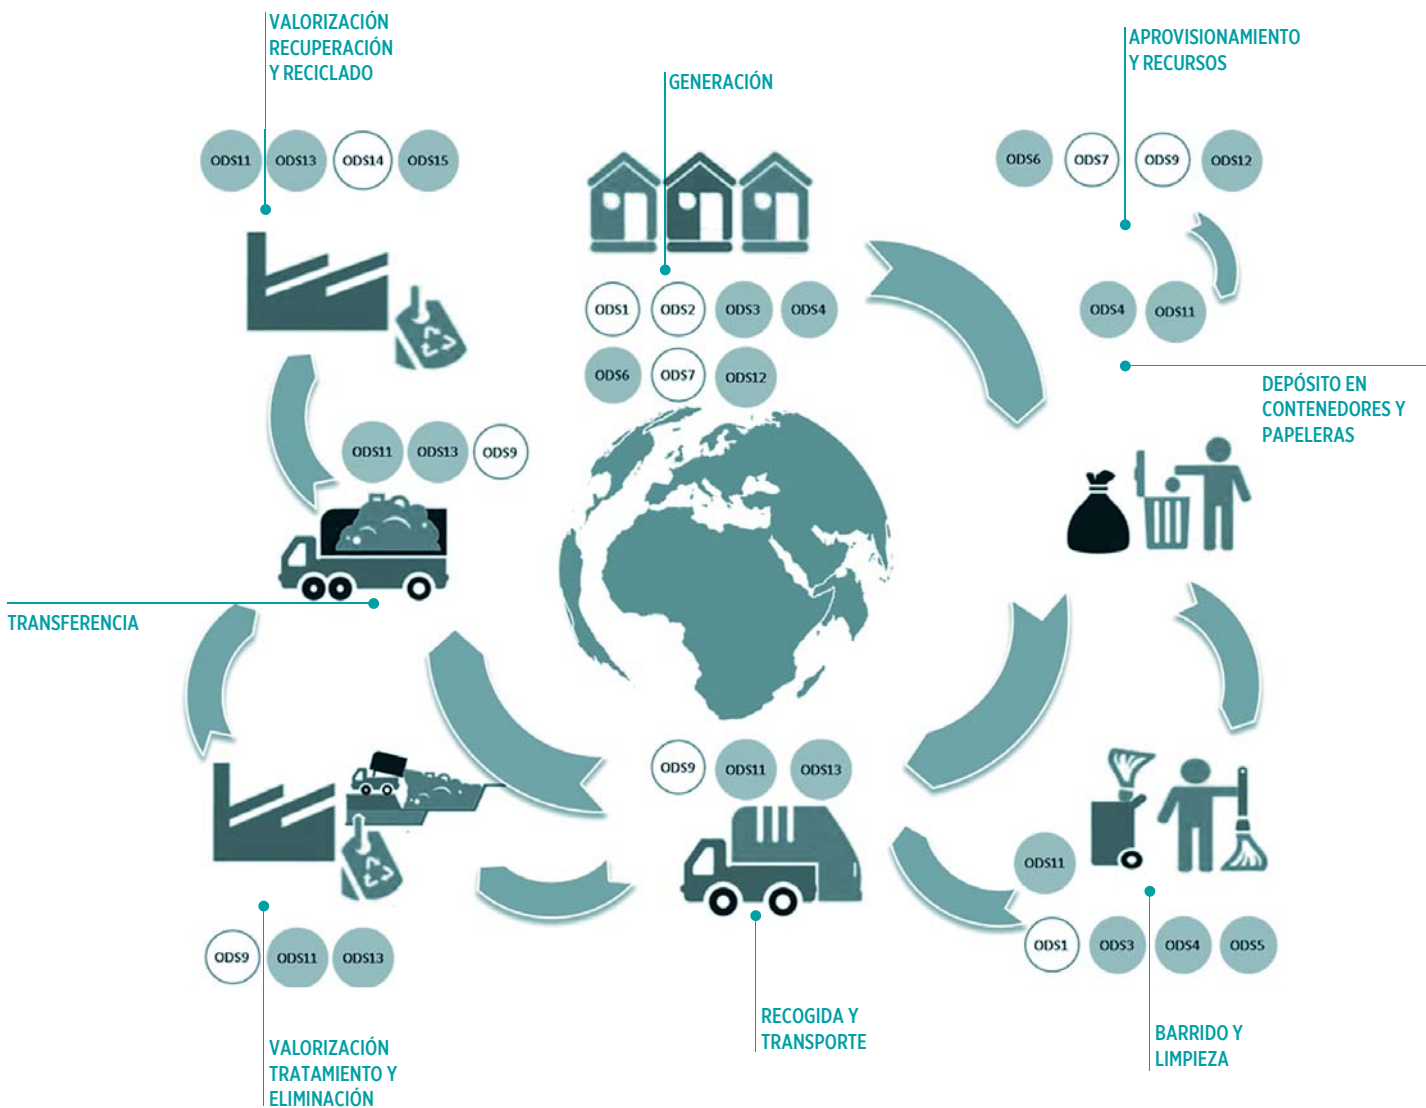 VALORIZACIÓN
RECUPERACIÓN
Y RECICLADO
ODS11 ODS13 ODS14 ODS15
GENERACIÓN
ODS1 ODS2 ODS3 ODS4
ODS6 ODS7 ODS12
APROVISIONAMIENTO
Y RECURSOS
ODS6 ODS7 ODS9 ODS12
ODS4 ODS11
DEPÓSITO EN
CONTENEDORES Y
PAPELERAS
ODS11 ODS13 ODS9
TRANSFERENCIA
ODS9 ODS11 ODS13
RECOGIDA Y
TRANSPORTE
ODS11
ODS1 ODS3 ODS4 ODS5
BARRIDO Y
LIMPIEZA
ODS9 ODS11 ODS13
VALORIZACIÓN
TRATAMIENTO Y
ELIMINACIÓN